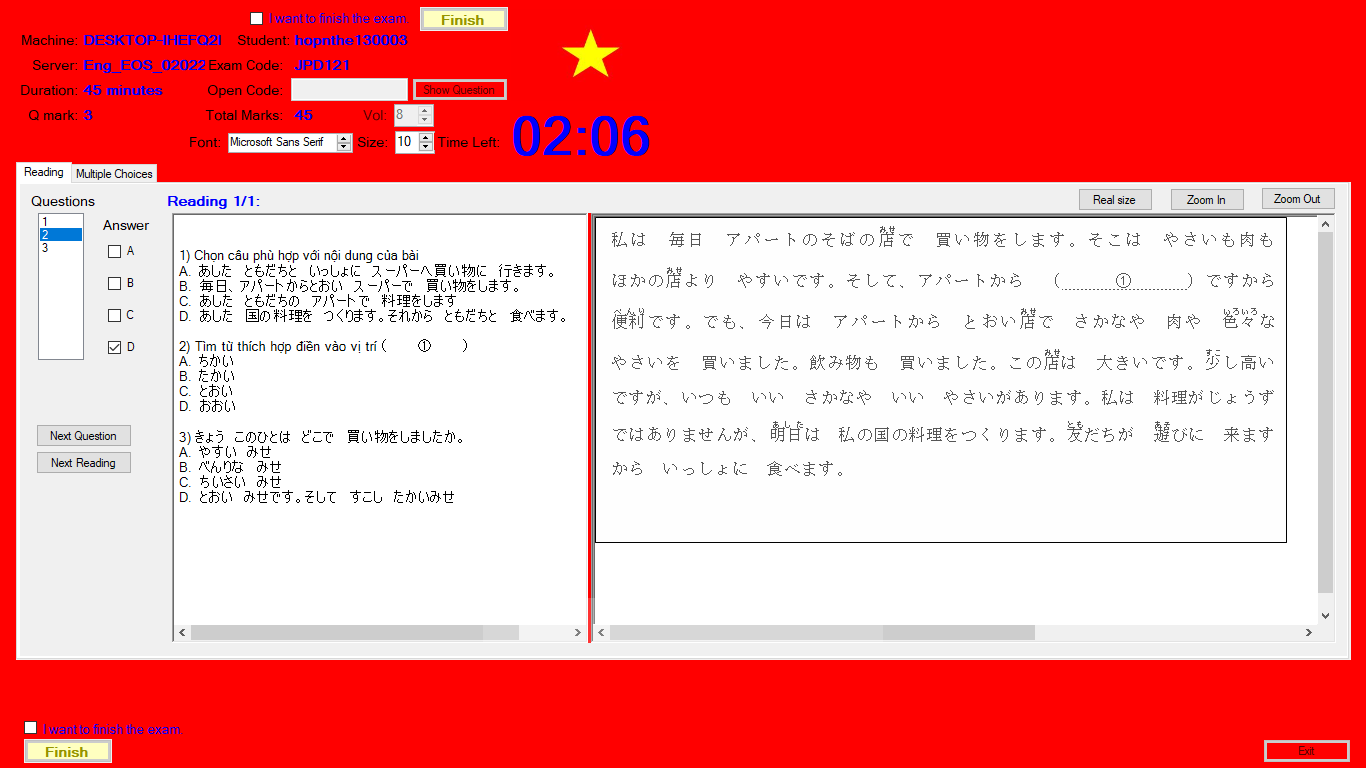 I want to finish the exam.
Finish
Machine: DESKTOP-IHEFQ2I Student: hopnthe130003
Server: Eng_EOS_02022 Exam Code: JPD121
Duration: 45 minutes Open Code: Show Question
Q mark: 3 Total Marks: 45 Vol: 8
Font: Microsoft Sans Serif Size: 10 Time Left: 02:06
Reading Multiple Choices
Questions
1
2
3
Answer
A
B
C
D
Next Question
Next Reading
Reading 1/1:
Real size Zoom In Zoom Out
1) Chọn câu phù hợp với nội dung của bài
A. あした ともだちと いっしょに スーパーへ買い物に 行きます。
B. 毎日、アパートからとおい スーパーで 買い物をします。
C. あした ともだちの アパートで 料理をします
D. あした 国の料理を つくります。それから ともだちと 食べます。
2) Tìm từ thích hợp điền vào vị trí ( ① )
A. ちかい
B. たかい
C. とおい
D. おおい
3) きょう このひとは どこで 買い物をしましたか。
A. やすい みせ
B. べんりな みせ
C. ちいさい みせ
D. とおい みせです。そして すこし たかいみせ
私は 毎日 アパートのそばの店で 買い物をします。そこは やさいも肉も
ほかの店より やすいです。そして、アパートから (①)ですから
便利です。でも、今日は アパートから とおい店で さかなや 肉や 色々な
やさいを 買いました。飲み物も 買いました。この店は 大きいです。少し高い
ですが、いつも いい さかなや いい やさいがあります。私は 料理がじょうず
ではありませんが、明日は 私の国の料理をつくります。友だちが 遊びに 来ます
から いっしょに 食べます。
I want to finish the exam.
Finish
Exit